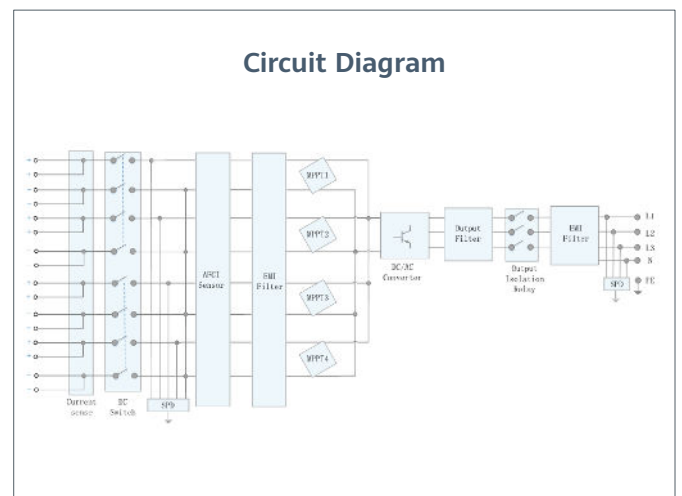 Circuit Diagram
MPPT1
MPPT2
MPPT3
MPPT4
AFCI
Sensor
EMI
Filter
DC/AC
Converter
Output
Filter
Output
Isolation
Relay
EMI
Filter
L1
L2
L3
N
PE
SPD
Current
sense
DC
Switch
SPD